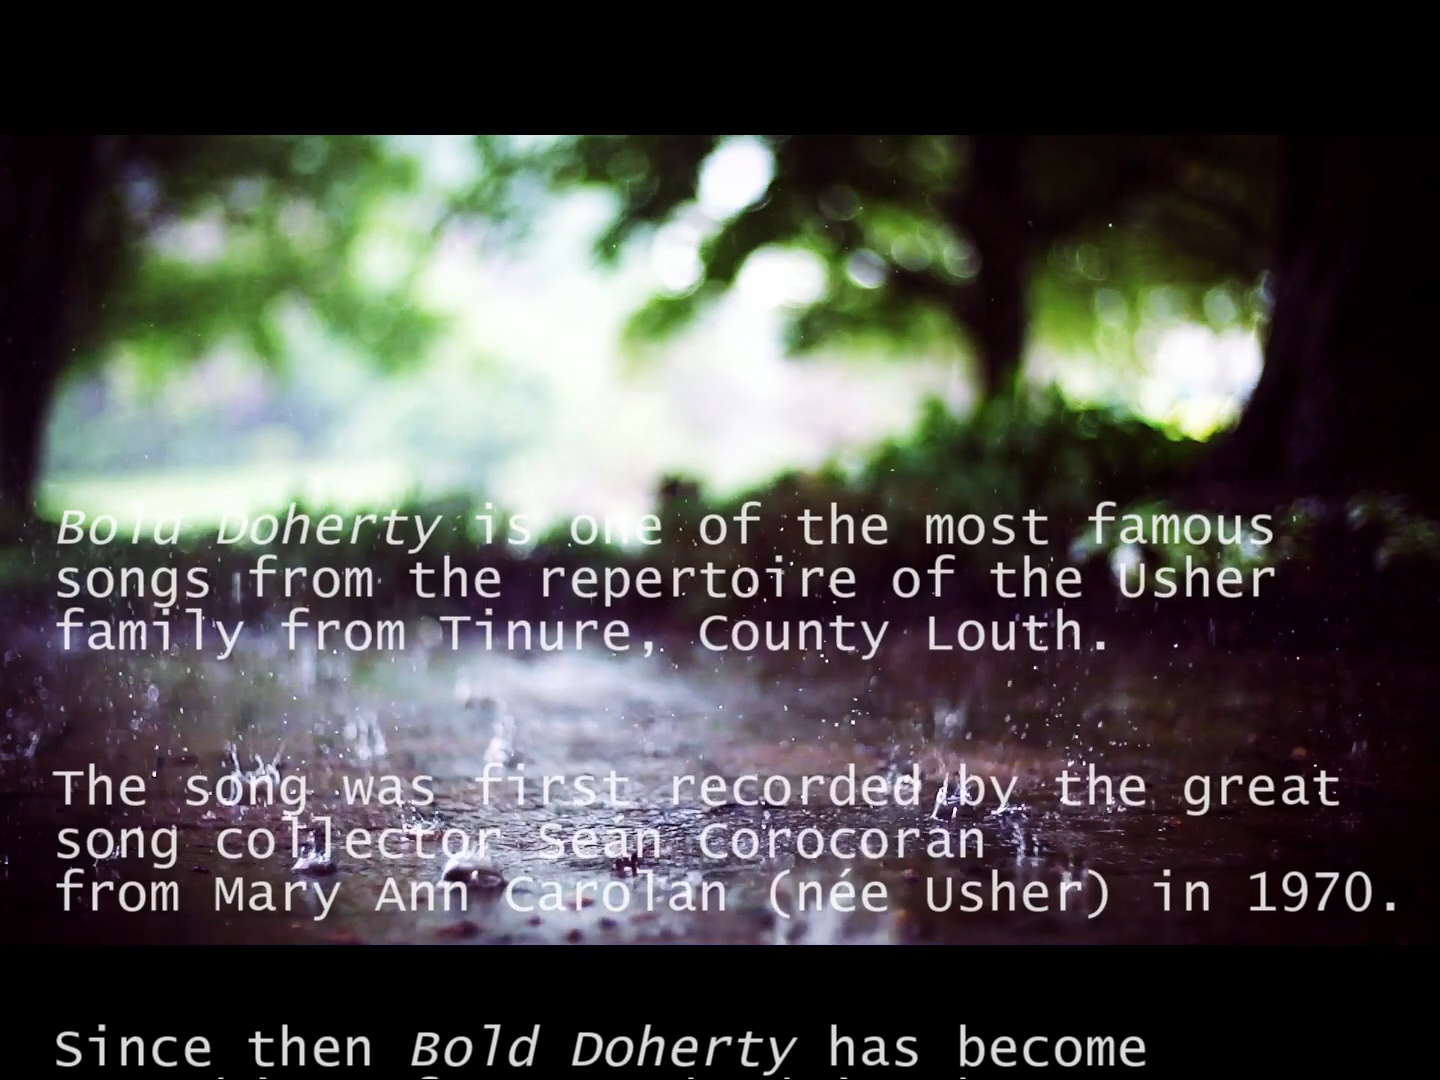 Bold Doherty is one of the most famous
songs from the repertoire of the Usher
family from Tinure, County Louth.
The song was first recorded by the great
song collector Seán Corocoran
from Mary Ann Carolan (née Usher) in 1970.
Since then Bold Doherty has become